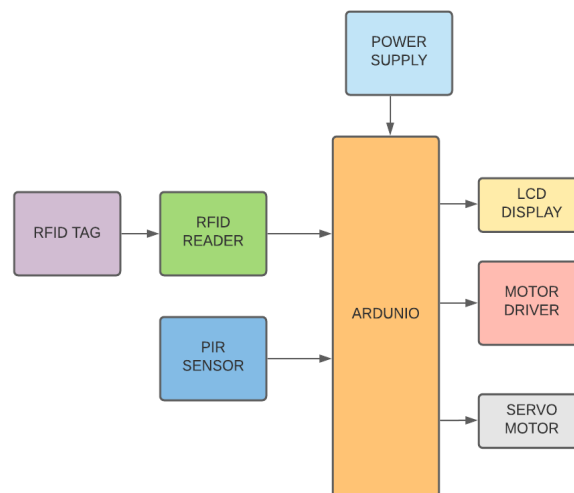 POWER
SUPPLY
RFID TAG
RFID
READER
PIR
SENSOR
ARDUNIO
LCD
DISPLAY
MOTOR
DRIVER
SERVO
MOTOR